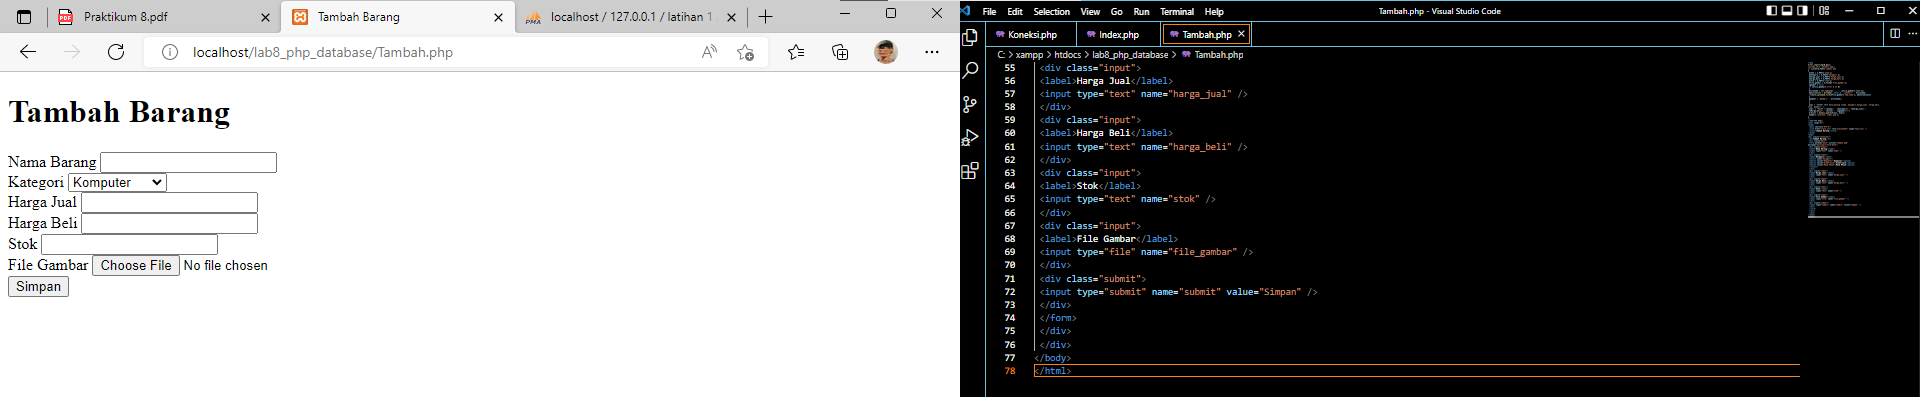 Praktikum 8.pdf
Tambah Barang
localhost / 127.0.0.1 / latihan 1
localhost/lab8_php_database/Tambah.php
Tambah Barang
Nama Barang
Kategori Komputer
Harga Jual
Harga Beli
Stok
File Gambar Choose File No file chosen
Simpan
File Edit Selection View Go Run Terminal Help
Tambah.php - Visual Studio Code
Koneksi.php Index.php Tambah.php
C: > xampp > htdocs > lab8_php_database > Tambah.php
55 <div class="input">
56 <label>Harga Jual</label>
57 <input type="text" name="harga_jual" />
58 </div>
59 <div class="input">
60 <label>Harga Beli</label>
61 <input type="text" name="harga_beli" />
62 </div>
63 <div class="input">
64 <label>Stok</label>
65 <input type="text" name="stok" />
66 </div>
67 <div class="input">
68 <label>File Gambar</label>
69 <input type="file" name="file_gambar" />
70 </div>
71 <div class="submit">
72 <input type="submit" name="submit" value="Simpan" />
73 </div>
74 </form>
75 </div>
76 </div>
77 </body>
78 </html>